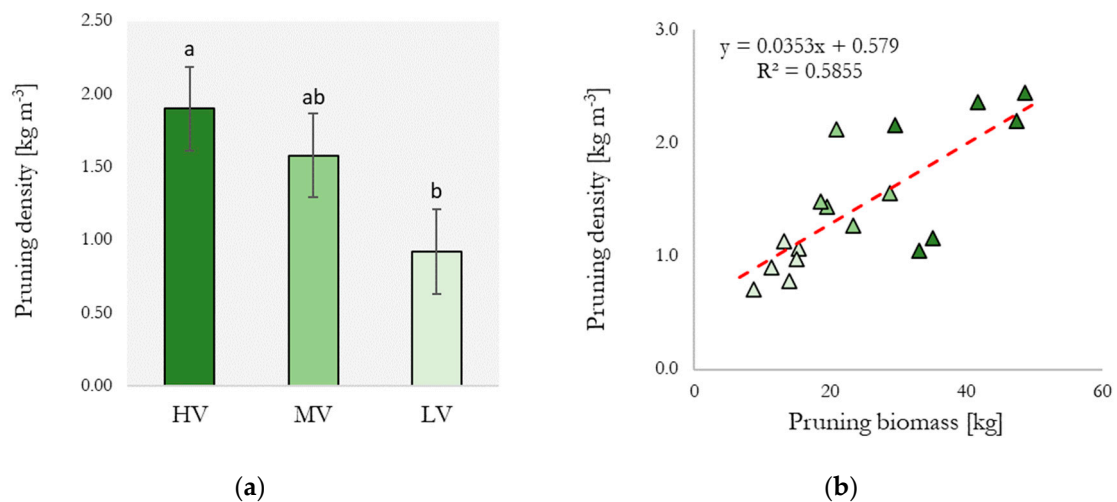 2.50
2.00
1.50
1.00
0.50
0.00
Pruning density [kg m-3]
a
ab
b
HV MV LV
(a)
3.0
2.0
1.0
0.0
Pruning density [kg m-3]
y = 0.0353x + 0.579
R² = 0.5855
0 20 40 60
Pruning biomass [kg]
(b)